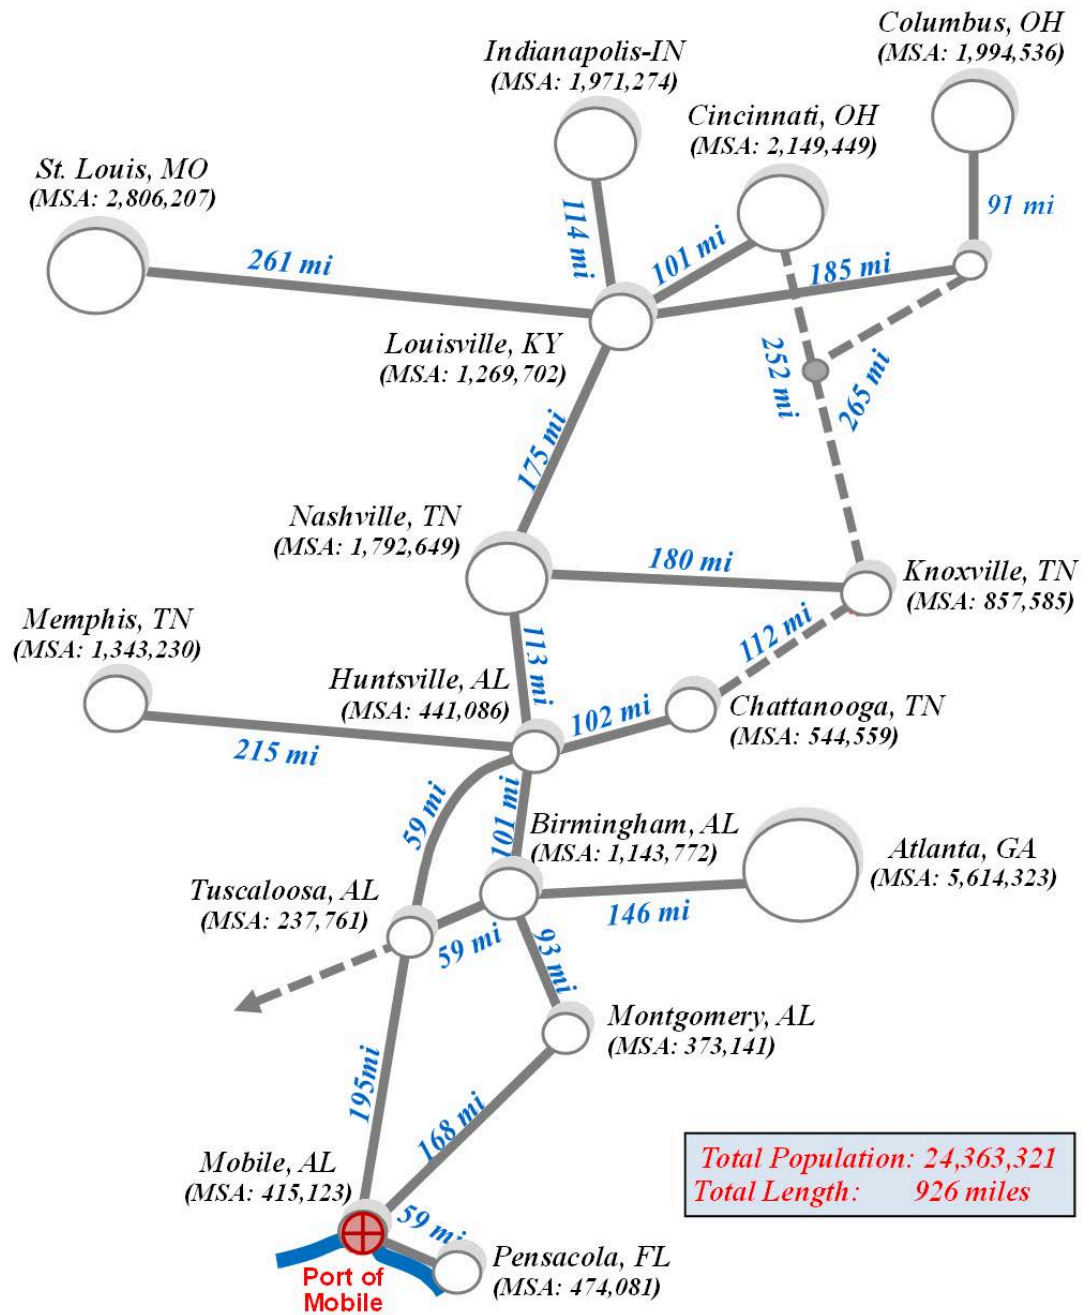 Columbus, OH
(MSA: 1,994,536)
Indianapolis-IN
(MSA: 1,971,274)
Cincinnati, OH
(MSA: 2,149,449)
St. Louis, MO
(MSA: 2,806,207)
91 mi
114 mi
101 mi
261 mi
185 mi
Louisville, KY
(MSA: 1,269,702)
252 mi
265 mi
175 mi
Nashville, TN
(MSA: 1,792,649)
180 mi
Knoxville, TN
(MSA: 857,585)
Memphis, TN
(MSA: 1,343,230)
113 mi
112 mi
Huntsville, AL
(MSA: 441,086)
102 mi
Chattanooga, TN
(MSA: 544,559)
215 mi
59 mi
101 mi
Birmingham, AL
(MSA: 1,143,772)
Atlanta, GA
(MSA: 5,614,323)
Tuscaloosa, AL
(MSA: 237,761)
146 mi
59 mi
93 mi
Montgomery, AL
(MSA: 373,141)
195mi
168 mi
Mobile, AL
(MSA: 415,123)
Total Population: 24,363,321
Total Length: 926 miles
59 mi
Pensacola, FL
(MSA: 474,081)
Port of
Mobile